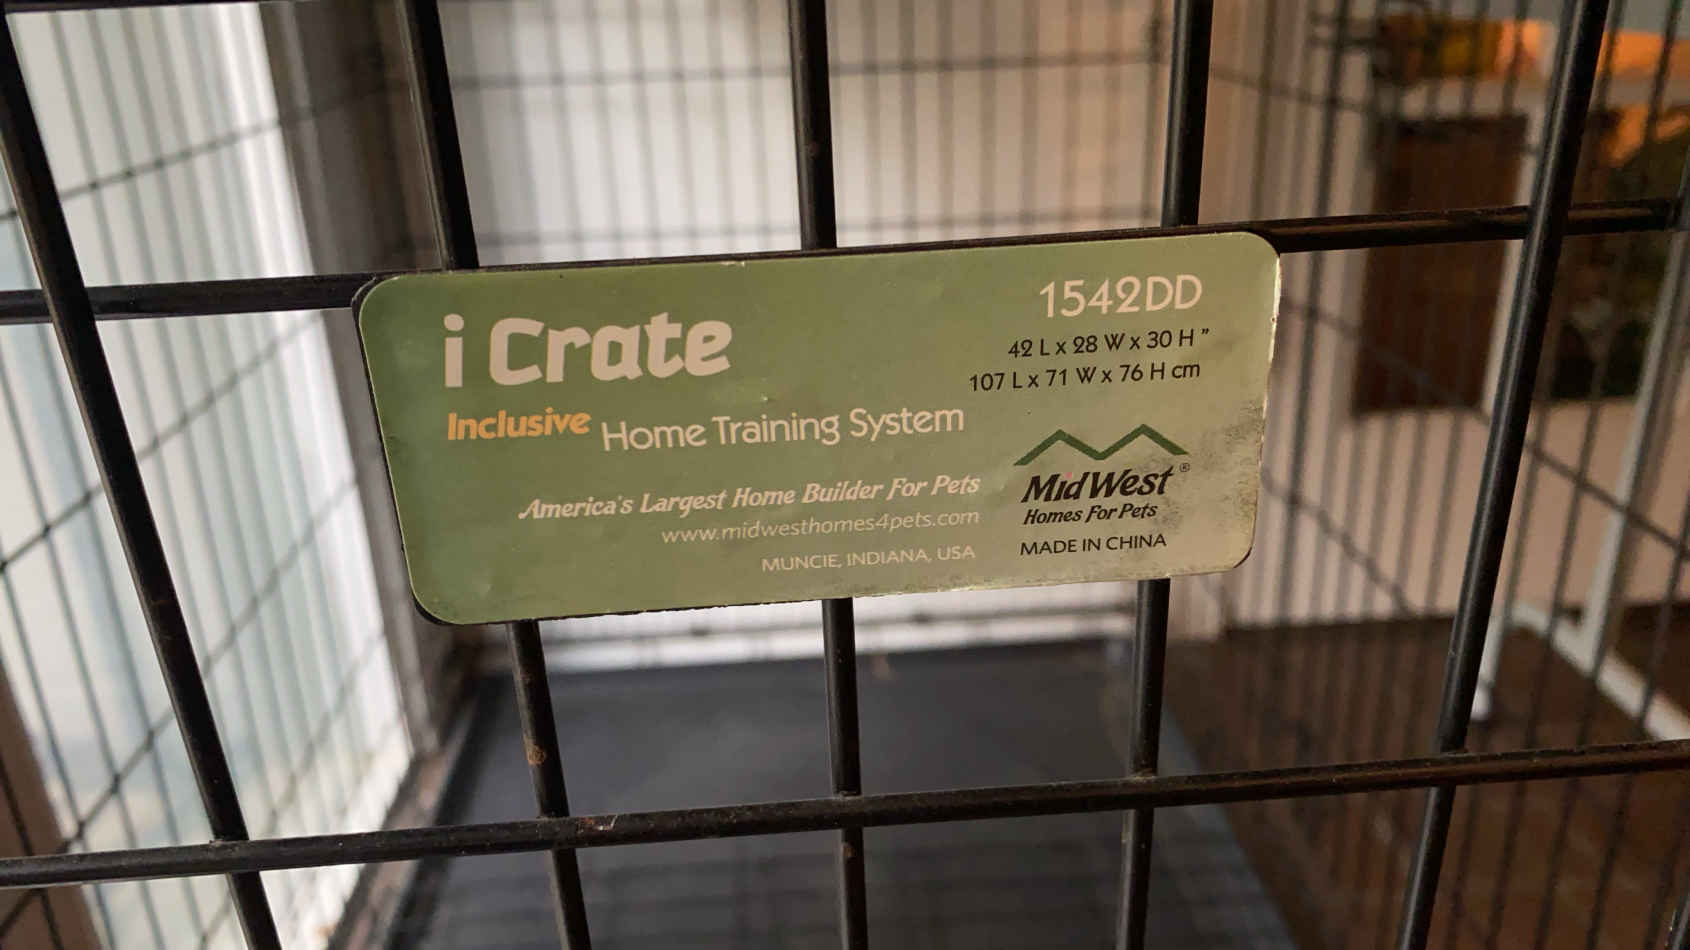 i Crate
Inclusive Home Training System
America's Largest Home Builder For Pets
www.midwesthomes4pets.com
MUNCIE, INDIANA, USA
1542DD
42 L x 28 W x 30 H "
107 L x 71 W x 76 H cm
MidWest®
Homes For Pets
MADE IN CHINA